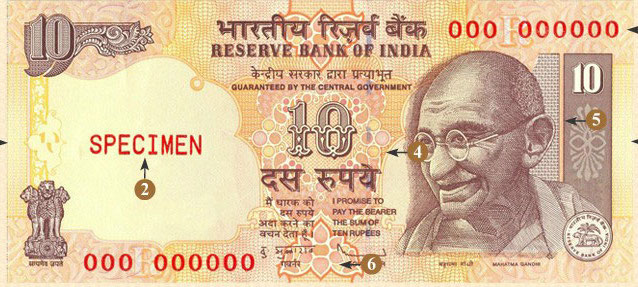 10
भारतीय रिज़र्व बैंक
RESERVE BANK OF INDIA
000 000000
केन्द्रीय सरकार द्वारा प्रत्याभूत
GUARANTEED BY THE CENTRAL GOVERNMENT
10
10
5
SPECIMEN
4
2
दस रुपये
मैं धारक को
दस रुपये
अदा करने का
वचन देता हूँ।
I PROMISE TO
PAY THE BEARER
THE SUM OF
TEN RUPEES
गवर्नर
6
सत्यमेव जयते
000 000000
महात्मा गांधी
MAHATMA GANDHI